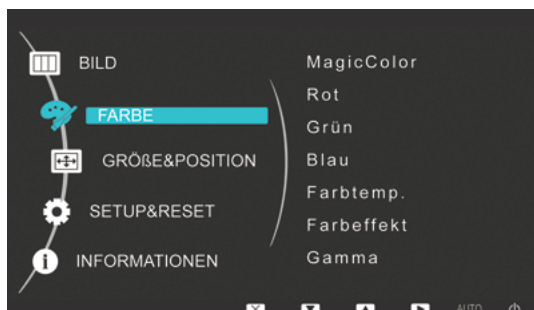 BILD
FARBE
GRÖßE&POSITION
SETUP&RESET
INFORMATIONEN
MagicColor
Rot
Grün
Blau
Farbtemp.
Farbeffekt
Gamma
AUTO